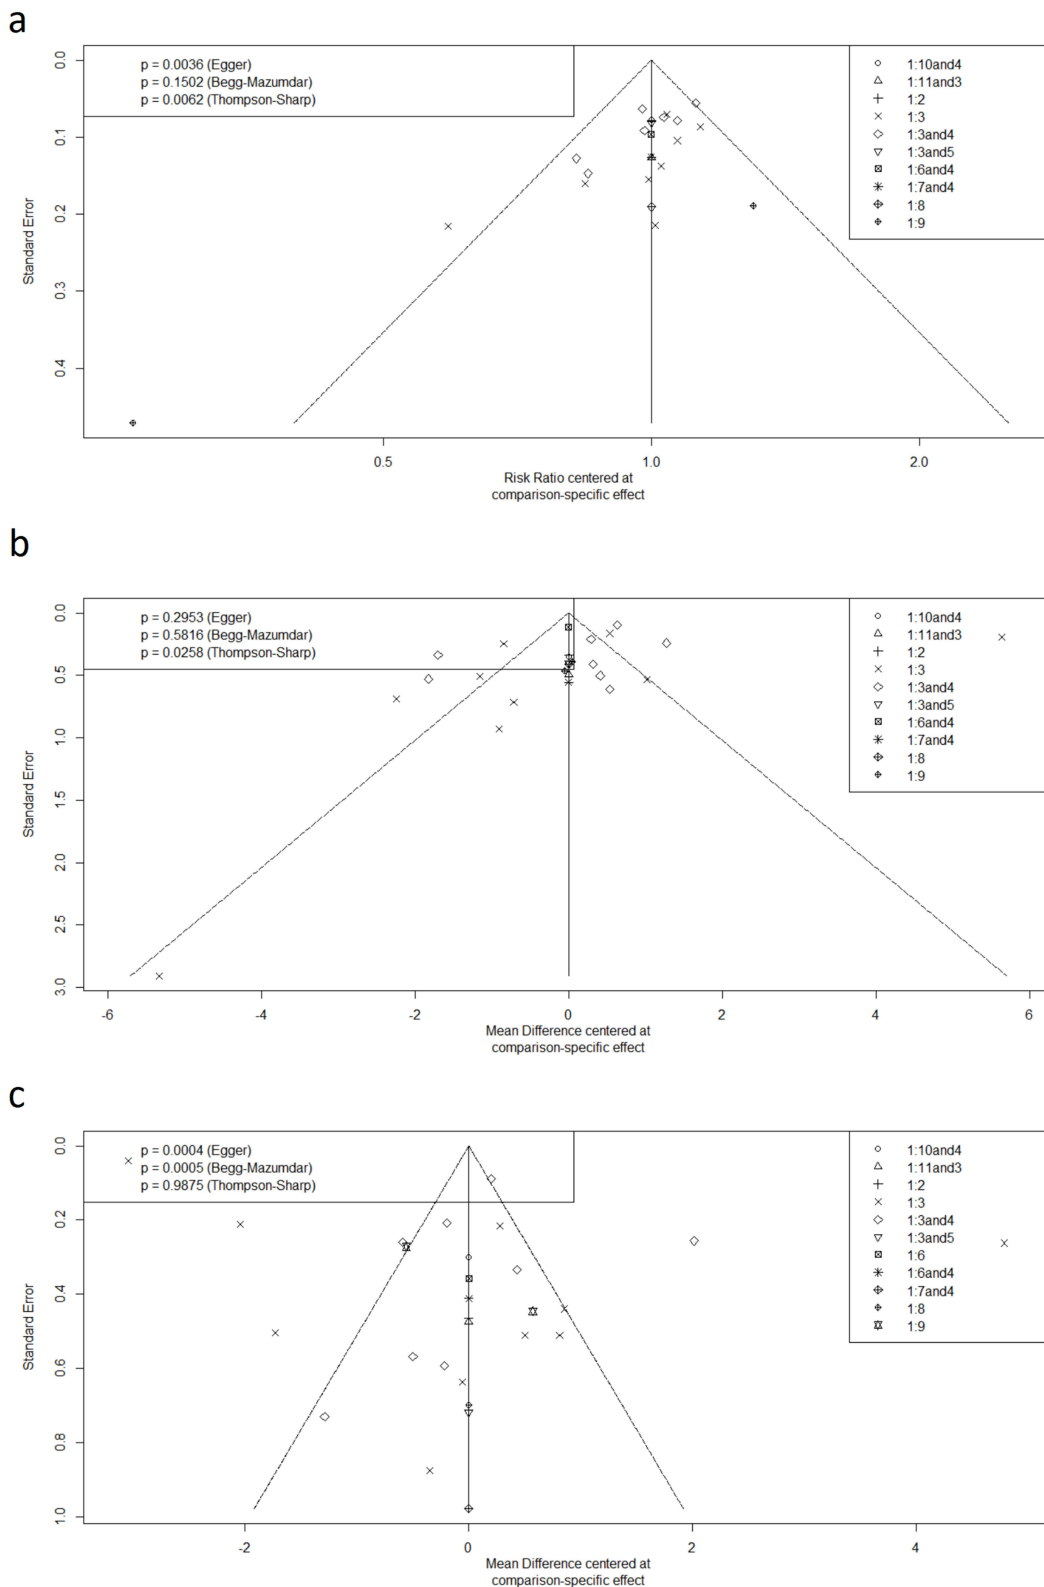 a
p = 0.0036 (Egger)
p = 0.1502 (Begg-Mazumdar)
p = 0.0062 (Thompson-Sharp)
1:10and4
1:11and3
1:2
1:3
1:3and4
1:3and5
1:6and4
1:7and4
1:8
1:9
Standard Error
0.0
0.1
0.2
0.3
0.4
0.5
1.0
2.0
Risk Ratio centered at
comparison-specific effect
b
p = 0.2953 (Egger)
p = 0.5816 (Begg-Mazumdar)
p = 0.0258 (Thompson-Sharp)
1:10and4
1:11and3
1:2
1:3
1:3and4
1:3and5
1:6and4
1:7and4
1:8
1:9
Standard Error
0.0
0.5
1.0
1.5
2.0
2.5
3.0
-6
-4
-2
0
2
4
6
Mean Difference centered at
comparison-specific effect
c
p = 0.0004 (Egger)
p = 0.0005 (Begg-Mazumdar)
p = 0.9875 (Thompson-Sharp)
1:10and4
1:11and3
1:2
1:3
1:3and4
1:3and5
1:6
1:6and4
1:7and4
1:8
1:9
Standard Error
0.0
0.2
0.4
0.6
0.8
1.0
-2
0
2
4
Mean Difference centered at
comparison-specific effect